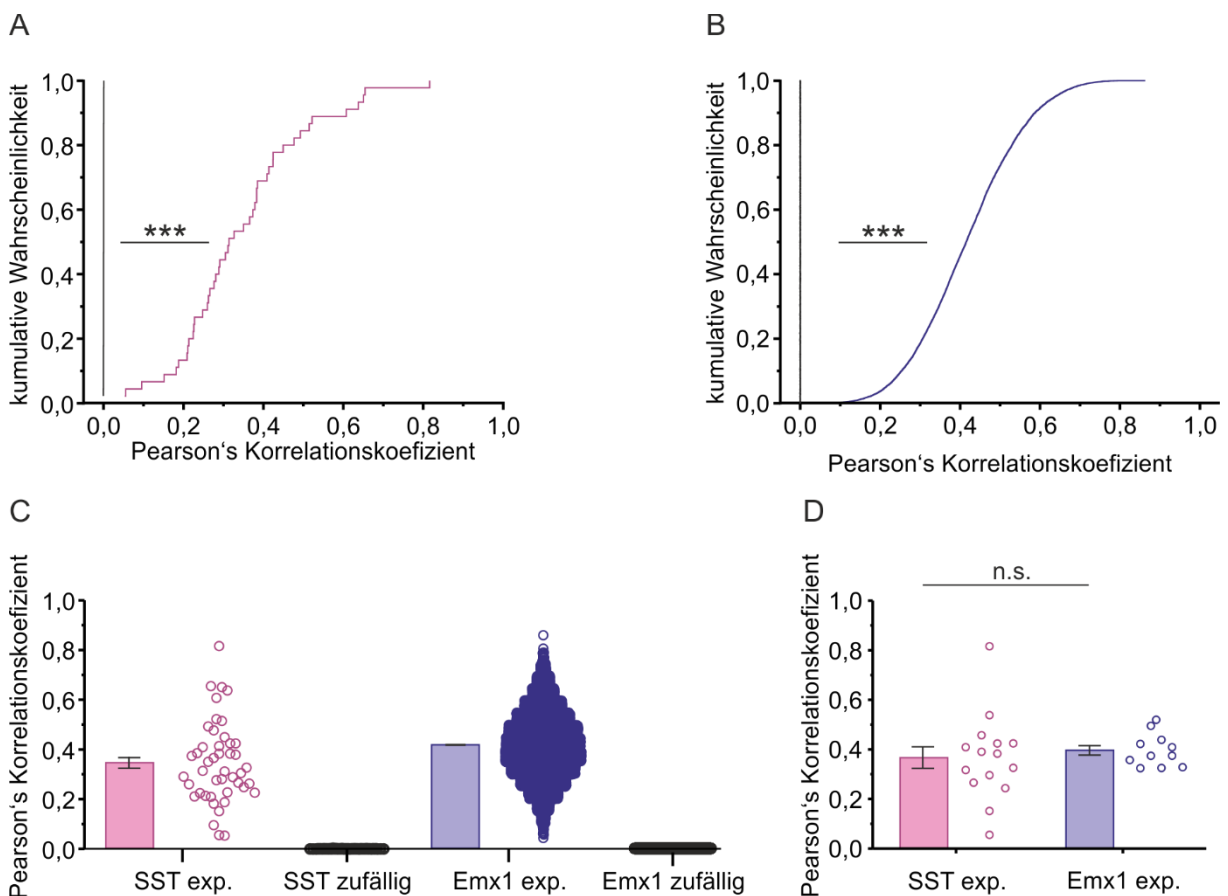 A
kumulative Wahrscheinlichkeit
1,0
0,8
0,6
0,4
0,2
0,0
***
0,0 0,2 0,4 0,6 0,8 1,0
Pearson‘s Korrelationskoefizient
B
kumulative Wahrscheinlichkeit
1,0
0,8
0,6
0,4
0,2
0,0
***
0,0 0,2 0,4 0,6 0,8 1,0
Pearson‘s Korrelationskoefizient
C
Pearson‘s Korrelationskoefizient
1,0
0,8
0,6
0,4
0,2
0,0
SST exp. SST zufällig Emx1 exp. Emx1 zufällig
D
Pearson‘s Korrelationskoefizient
n.s.
1,0
0,8
0,6
0,4
0,2
0,0
SST exp. Emx1 exp.